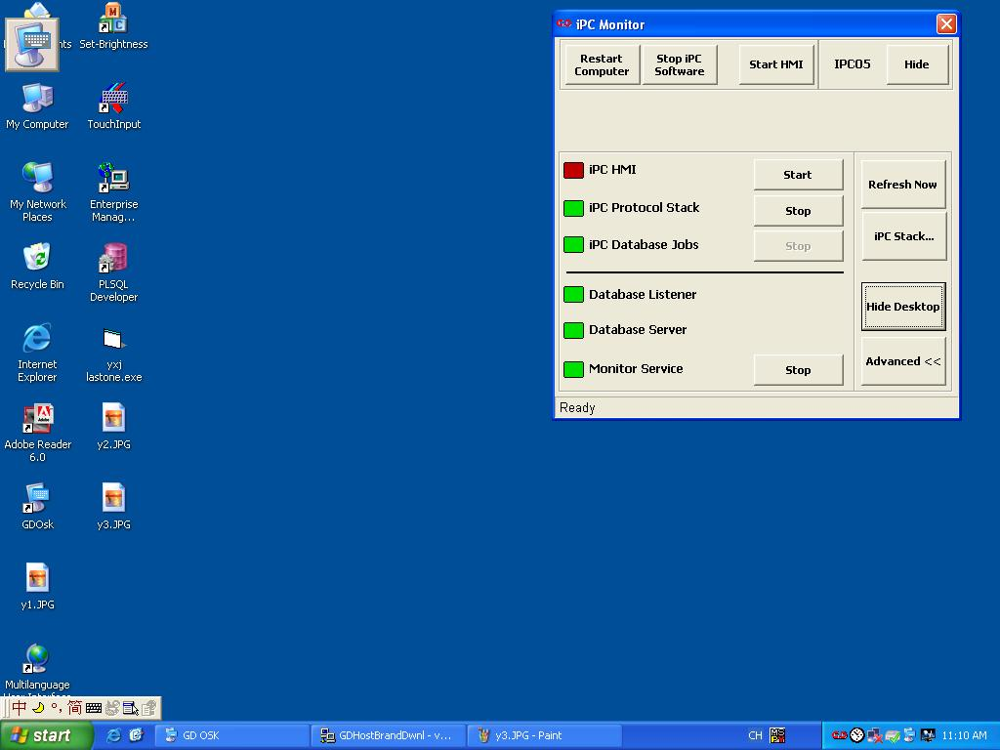 nts
Set-Brightness
My Computer
TouchInput
My Network
Places
Enterprise
Manag...
Recycle Bin
PLSQL
Developer
Internet
Explorer
yxj
lastone.exe
Adobe Reader
6.0
y2.JPG
GDOsk
y3.JPG
y1.JPG
Multilanguage
User Interface
iPC Monitor
Restart
Computer
Stop iPC
Software
Start HMI
IPC05
Hide
iPC HMI
Start
iPC Protocol Stack
Stop
iPC Database Jobs
Stop
Database Listener
Database Server
Monitor Service
Stop
Refresh Now
iPC Stack...
Hide Desktop
Advanced <<
Ready
中 °, 简
start
GD OSK
GDHostBrandDwnl - v...
y3.JPG - Paint
CH
11:10 AM